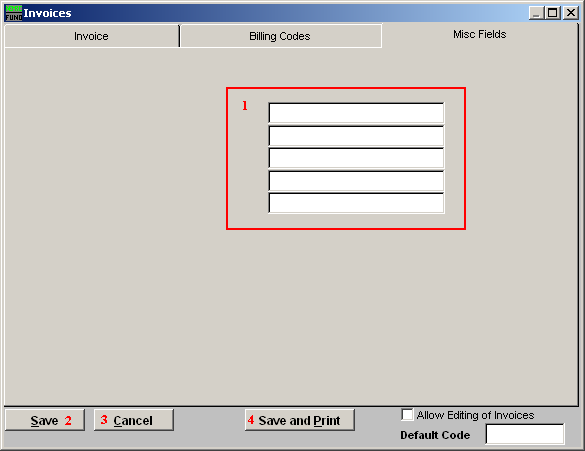 FUND Invoices
Invoice Billing Codes Misc Fields
1
Save 2 3 Cancel 4 Save and Print
Allow Editing of Invoices
Default Code